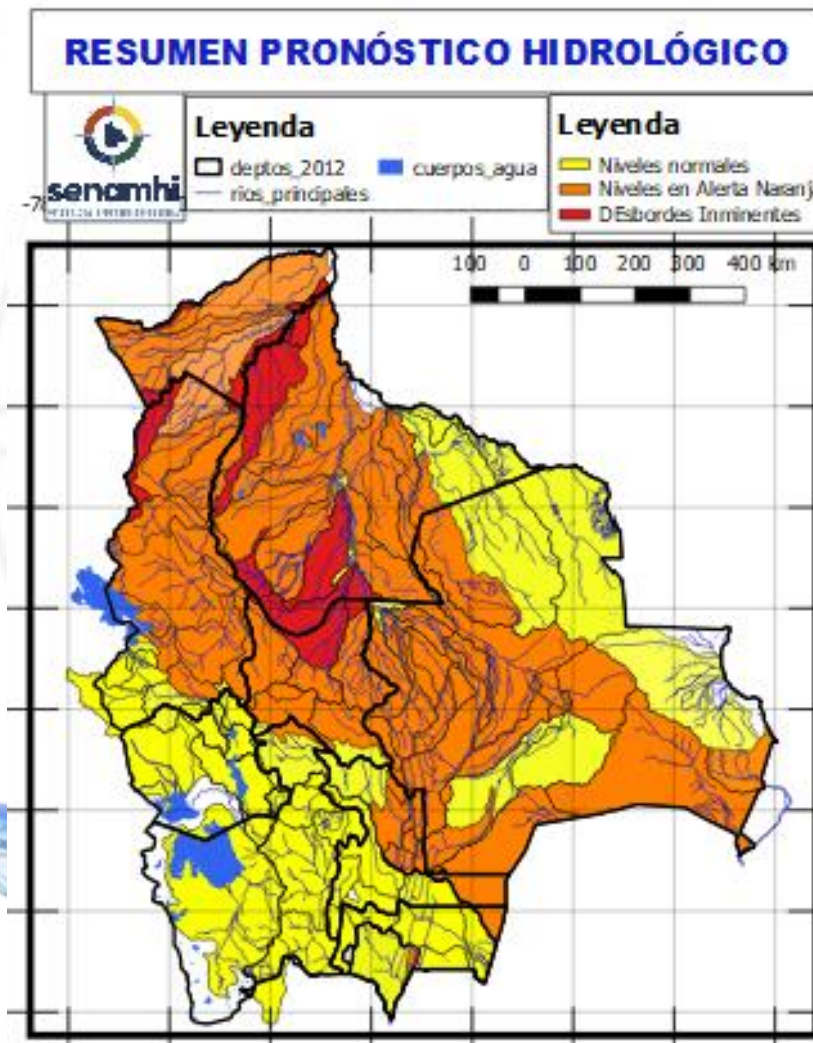 RESUMEN PRONÓSTICO HIDROLÓGICO
senamhi
Leyenda
deptos_2012
cuerpos_agua
rios_principales
Leyenda
Niveles normales
Niveles en Alerta Naranj
DEsbordes Inminentes
100 0 100 200 300 400 km